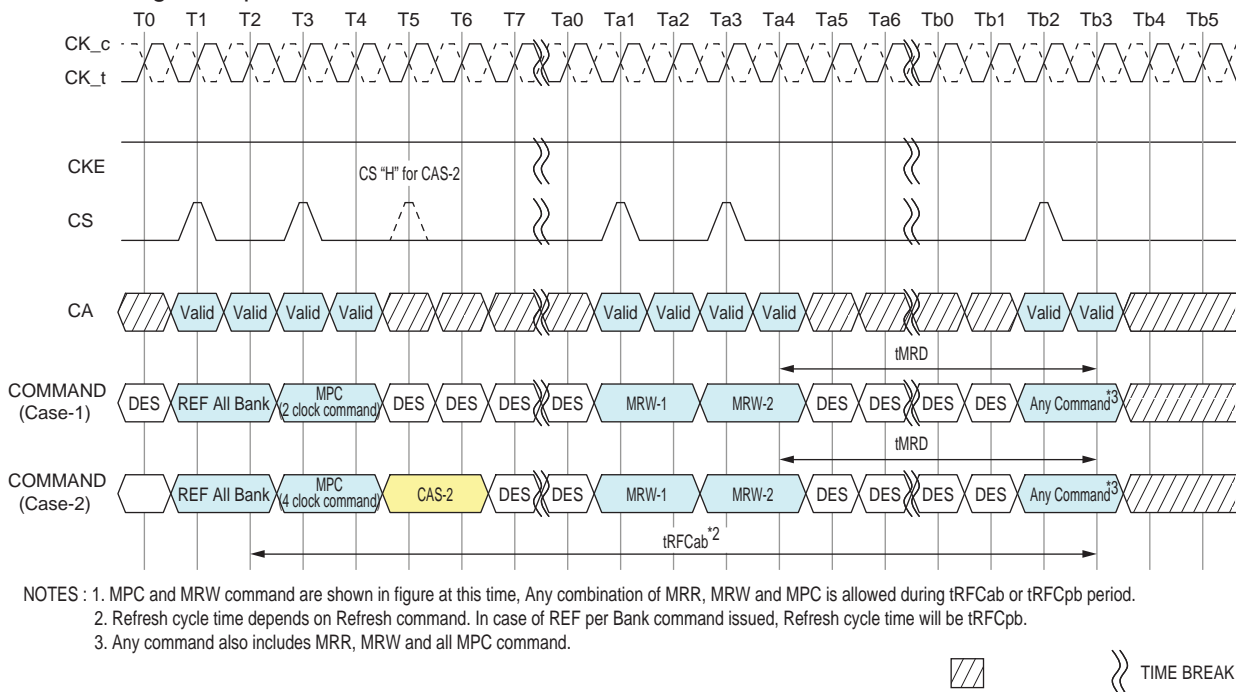 T0 T1 T2 T3 T4 T5 T6 T7 Ta0 Ta1 Ta2 Ta3 Ta4 Ta5 Ta6 Tb0 Tb1 Tb2 Tb3 Tb4 Tb5
CK_c
CK_t
CKE
CS “H” for CAS-2
CS
CA Valid Valid Valid Valid Valid Valid Valid Valid Valid Valid
tMRD
COMMAND
(Case-1)
DES REF All Bank MPC
(2 clock command) DES DES DES DES MRW-1 MRW-2 DES DES DES DES Any Command*3
tMRD
COMMAND
(Case-2)
REF All Bank MPC
(4 clock command) CAS-2 DES DES MRW-1 MRW-2 DES DES DES DES Any Command*3
tRFCab*2
NOTES : 1. MPC and MRW command are shown in figure at this time, Any combination of MRR, MRW and MPC is allowed during tRFCab or tRFCpb period.
2. Refresh cycle time depends on Refresh command. In case of REF per Bank command issued, Refresh cycle time will be tRFCpb.
3. Any command also includes MRR, MRW and all MPC command.
TIME BREAK